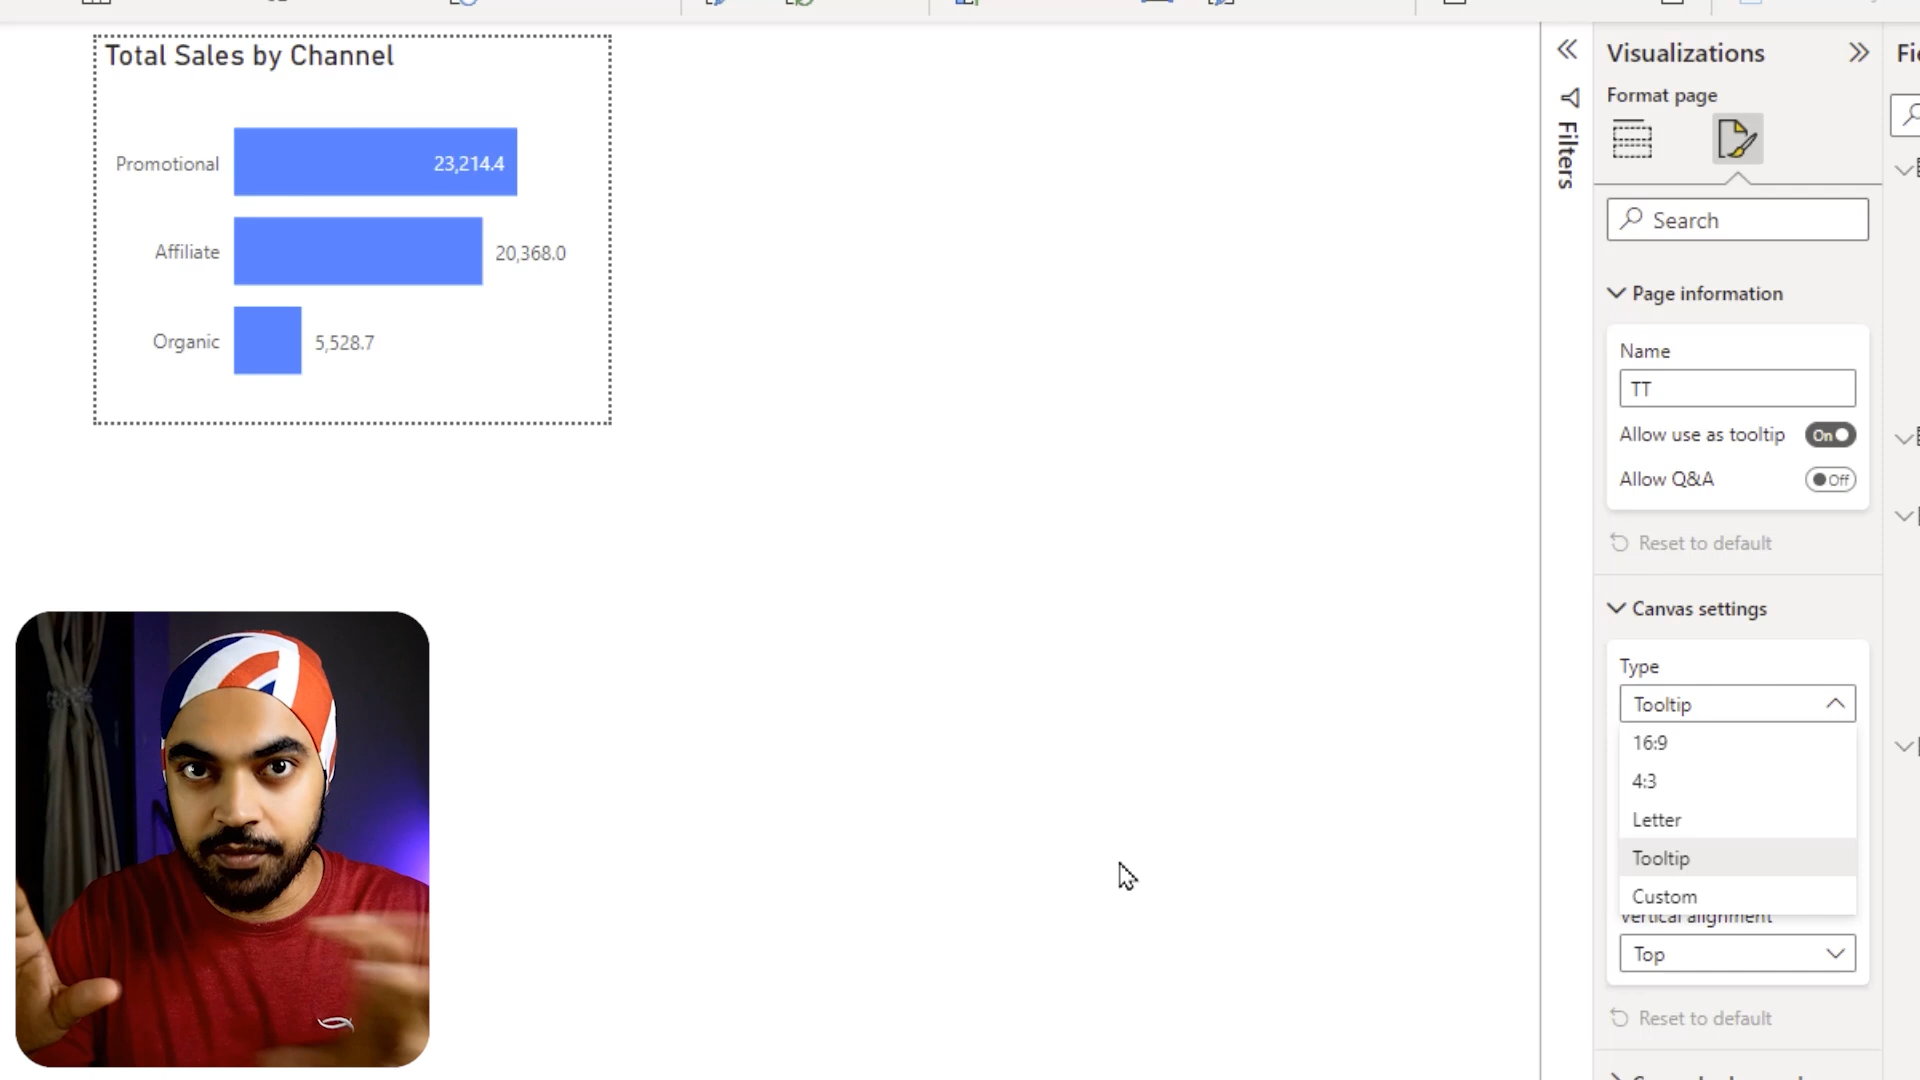 Total Sales by Channel
Promotional
23,214.4
Affiliate
20,368.0
Organic
5,528.7
Filters
Visualizations
Format page
Search
Page information
Name
TT
Allow use as tooltip
On
Allow Q&A
Off
Reset to default
Canvas settings
Type
Tooltip
16:9
4:3
Letter
Tooltip
Custom
Vertical alignment
Top
Reset to default